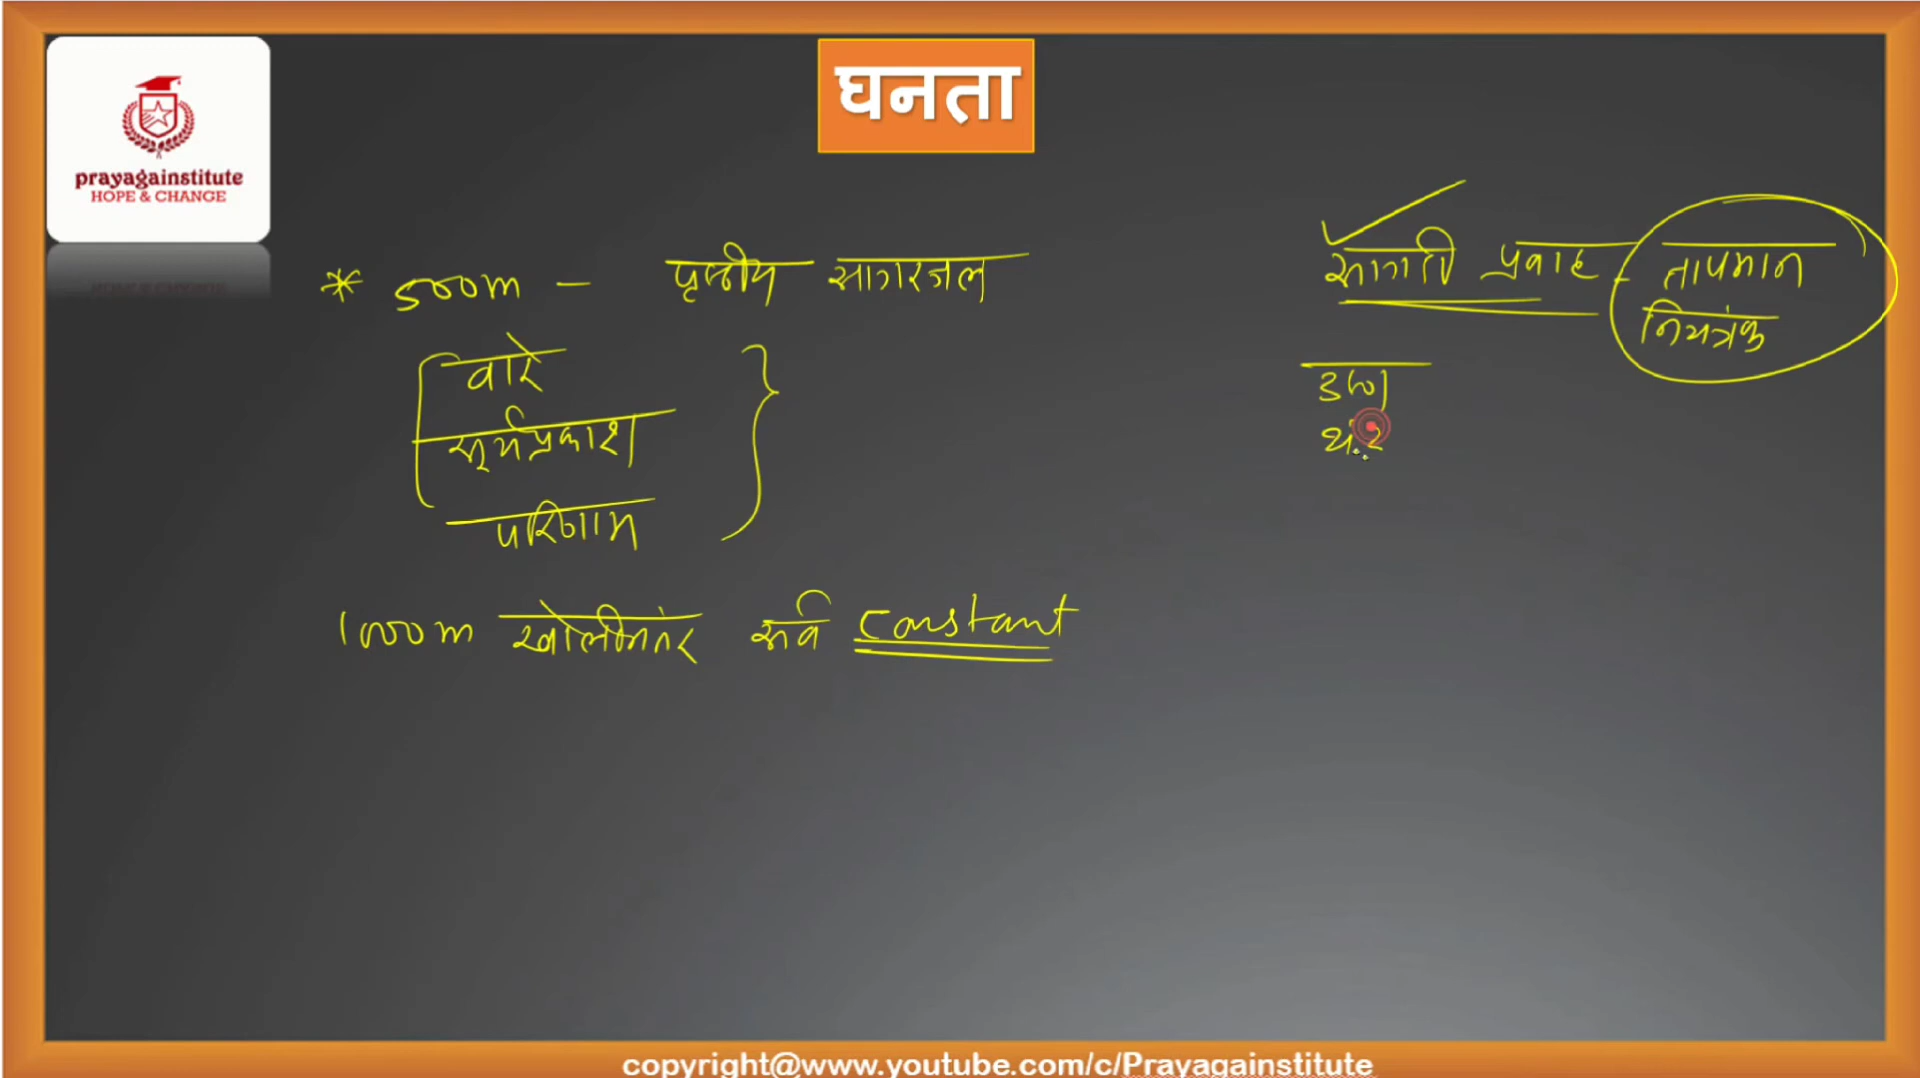 घनता
prayagainstitute
HOPE & CHANGE
* 500m - पृष्ठीय सागरजल
वारे
सूर्यप्रकाश
परिणाम
1000m खोलीनंतर सर्व Constant
सागरी प्रवाह - तापमान
नियत्रंक
उष्ण
थंड
copyright@www.youtube.com/c/Prayagainstitute